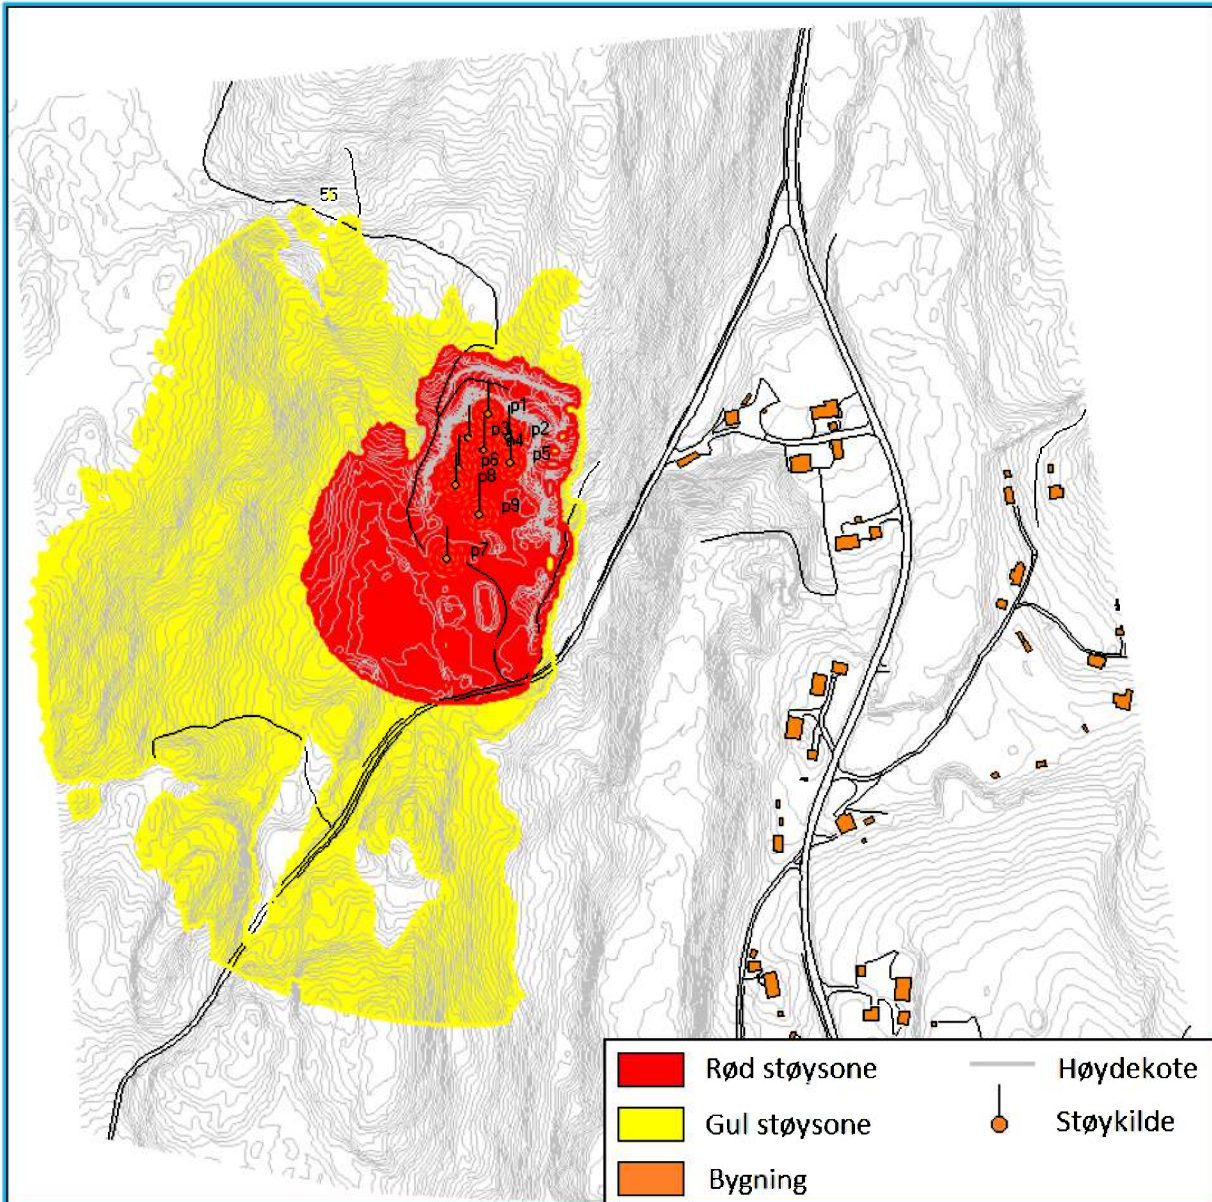 55
p1
p3
p4
p2
p6
p5
p8
p9
p7
Rød støysone
Høydekote
Gul støysone
Støykilde
Bygning